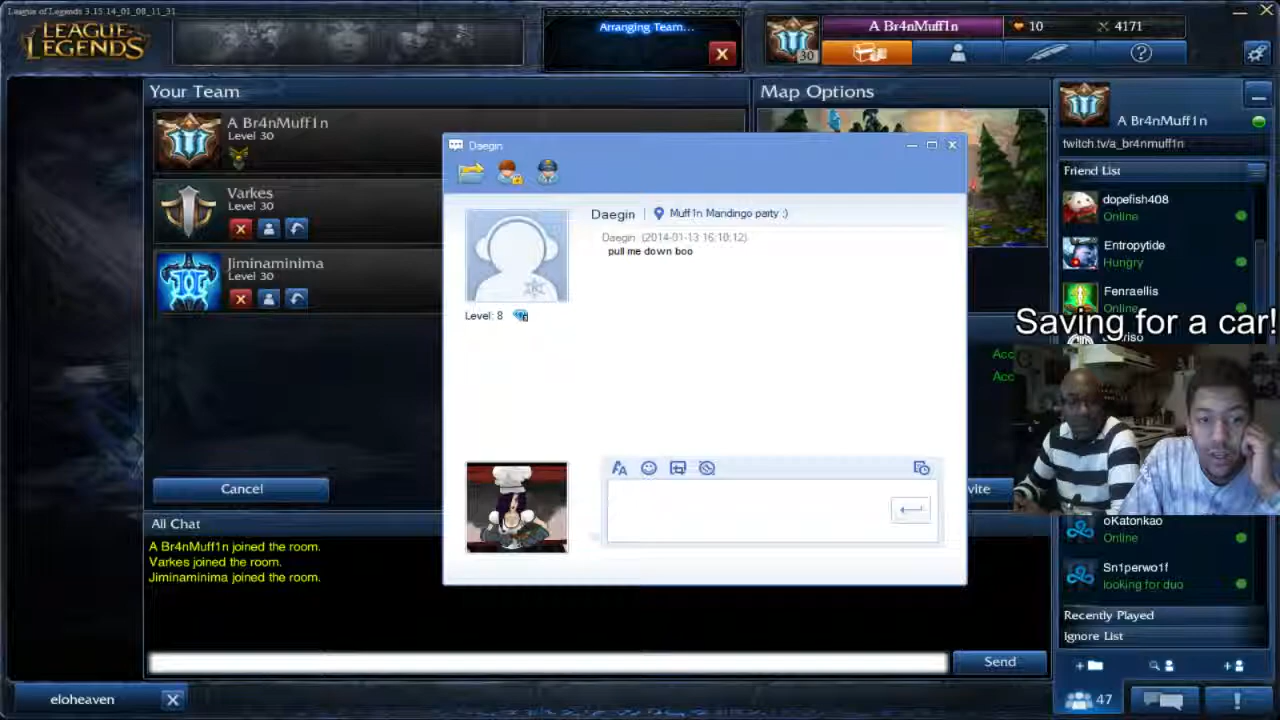 League of Legends 3.15.14_01_08_11_31
LEAGUE OF LEGENDS
Arranging Team...
30
A Br4nMuff1n
10
4171
Your Team
A Br4nMuff1n
Level 30
Varkes
Level 30
Jiminaminima
Level 30
Cancel
Map Options
Daegin
Daegin
Muff1n Mandingo party :)
Daegin (2014-01-13 16:10:12)
pull me down boo
Level: 8
Acc
Acc
vite
A Br4nMuff1n
twitch.tv/a_br4nmuff1n
Friend List
dopefish408
Online
Entropytide
Hungry
Fenraellis
Online
Saving for a car!
oKatonkao
Online
Sn1perwo1f
looking for duo
Recently Played
Ignore List
All Chat
A Br4nMuff1n joined the room.
Varkes joined the room.
Jiminaminima joined the room.
Send
eloheaven
47